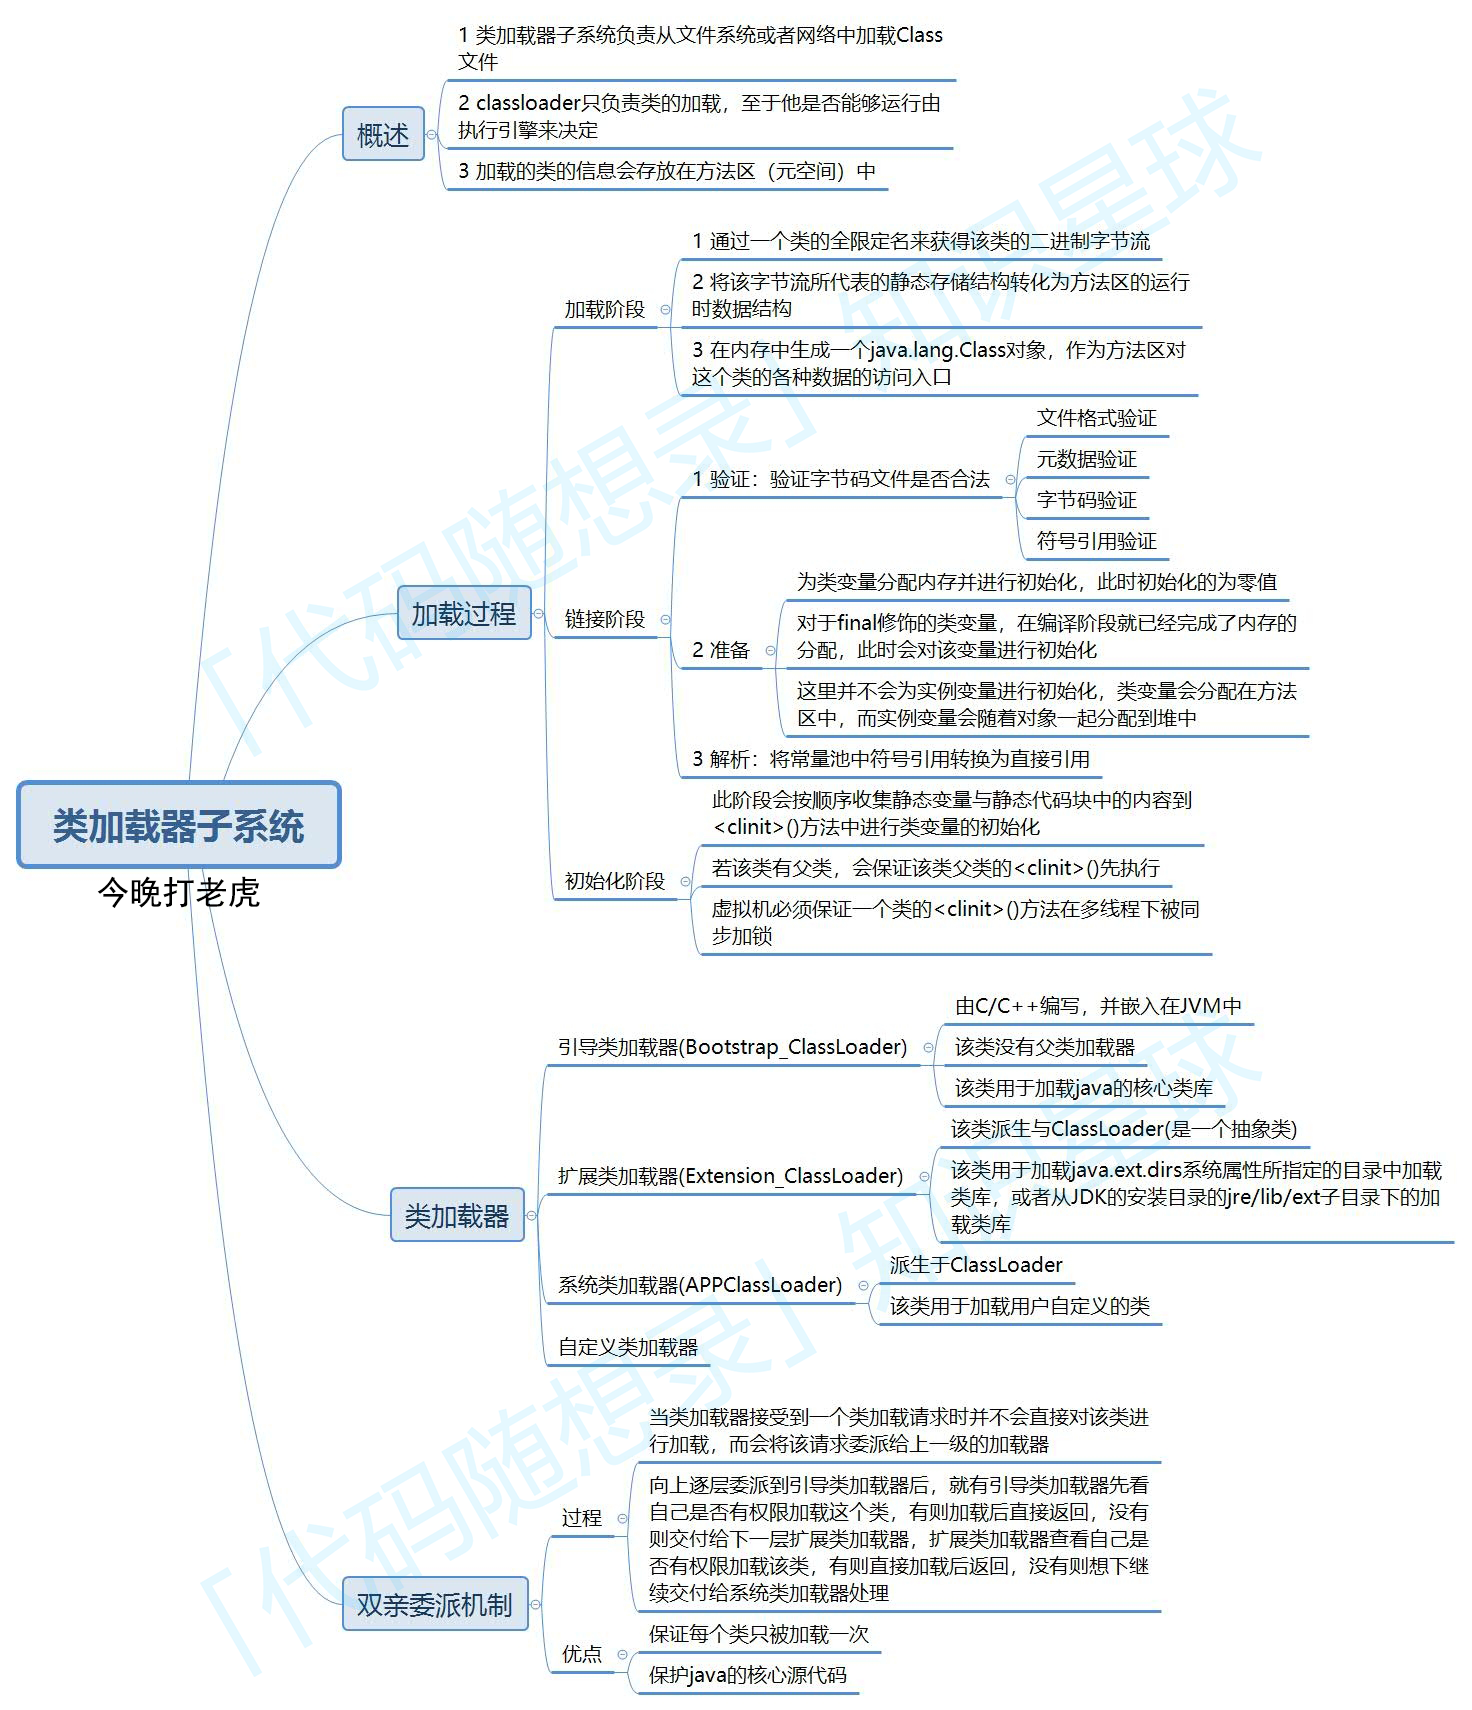 1 类加载器子系统负责从文件系统或者网络中加载Class
文件
2 classloader只负责类的加载，至于他是否能够运行由
执行引擎来决定
概述
3 加载的类的信息会存放在方法区（元空间）中
1 通过一个类的全限定名来获得该类的二进制字节流
2 将该字节流所代表的静态存储结构转化为方法区的运行
时数据结构
加载阶段
3 在内存中生成一个java.lang.Class对象，作为方法区对
这个类的各种数据的访问入口
文件格式验证
元数据验证
1 验证：验证字节码文件是否合法
字节码验证
符号引用验证
为类变量分配内存并进行初始化，此时初始化的为零值
加载过程
链接阶段
对于final修饰的类变量，在编译阶段就已经完成了内存的
分配，此时会对该变量进行初始化
2 准备
这里并不会为实例变量进行初始化，类变量会分配在方法
区中，而实例变量会随着对象一起分配到堆中
3 解析：将常量池中符号引用转换为直接引用
类加载器子系统
今晚打老虎
此阶段会按顺序收集静态变量与静态代码块中的内容到
<clinit>()方法中进行类变量的初始化
初始化阶段
若该类有父类，会保证该类父类的<clinit>()先执行
虚拟机必须保证一个类的<clinit>()方法在多线程下被同
步加锁
由C/C++编写，并嵌入在JVM中
引导类加载器(Bootstrap_ClassLoader)
该类没有父类加载器
该类用于加载java的核心类库
该类派生与ClassLoader(是一个抽象类)
扩展类加载器(Extension_ClassLoader)
该类用于加载java.ext.dirs系统属性所指定的目录中加载
类库，或者从JDK的安装目录的jre/lib/ext子目录下的加
载类库
类加载器
派生于ClassLoader
系统类加载器(APPClassLoader)
该类用于加载用户自定义的类
自定义类加载器
当类加载器接受到一个类加载请求时并不会直接对该类进
行加载，而会将该请求委派给上一级的加载器
过程
向上逐层委派到引导类加载器后，就有引导类加载器先看
自己是否有权限加载这个类，有则加载后直接返回，没有
则交付给下一层扩展类加载器，扩展类加载器查看自己是
否有权限加载该类，有则直接加载后返回，没有则想下继
续交付给系统类加载器处理
双亲委派机制
优点
保证每个类只被加载一次
保护java的核心源代码
「代码随想录」知识星球
「代码随想录」知识星球